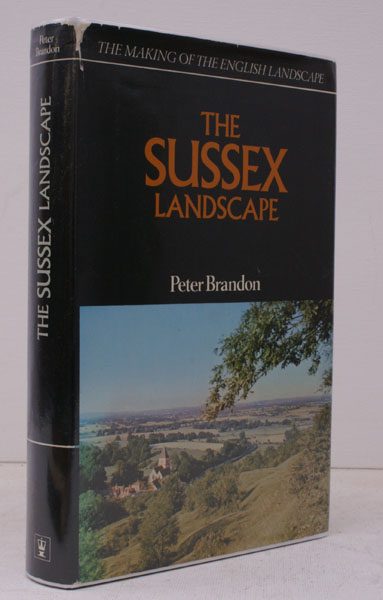 Peter
Brandon
THE SUSSEX LANDSCAPE
THE MAKING OF THE ENGLISH LANDSCAPE
THE
SUSSEX
LANDSCAPE
Peter Brandon